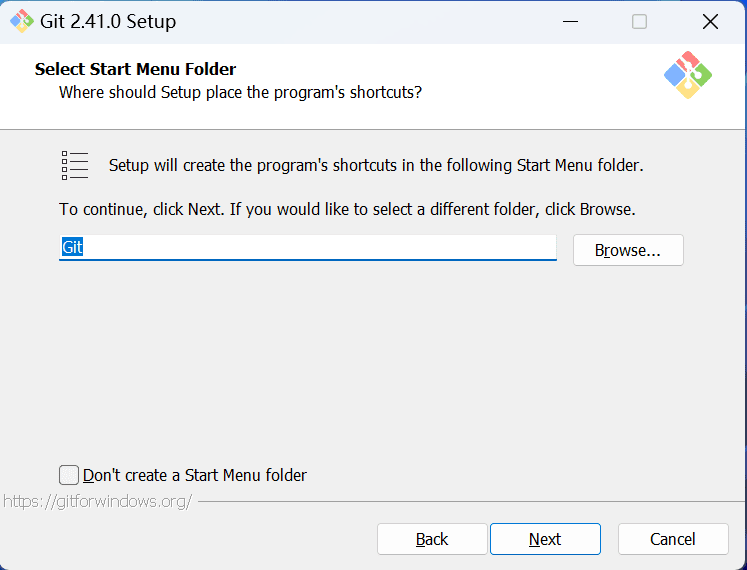 Git 2.41.0 Setup
Select Start Menu Folder
Where should Setup place the program's shortcuts?
Setup will create the program's shortcuts in the following Start Menu folder.
To continue, click Next. If you would like to select a different folder, click Browse.
Git
Browse...
Don't create a Start Menu folder
https://gitforwindows.org/
Back
Next
Cancel